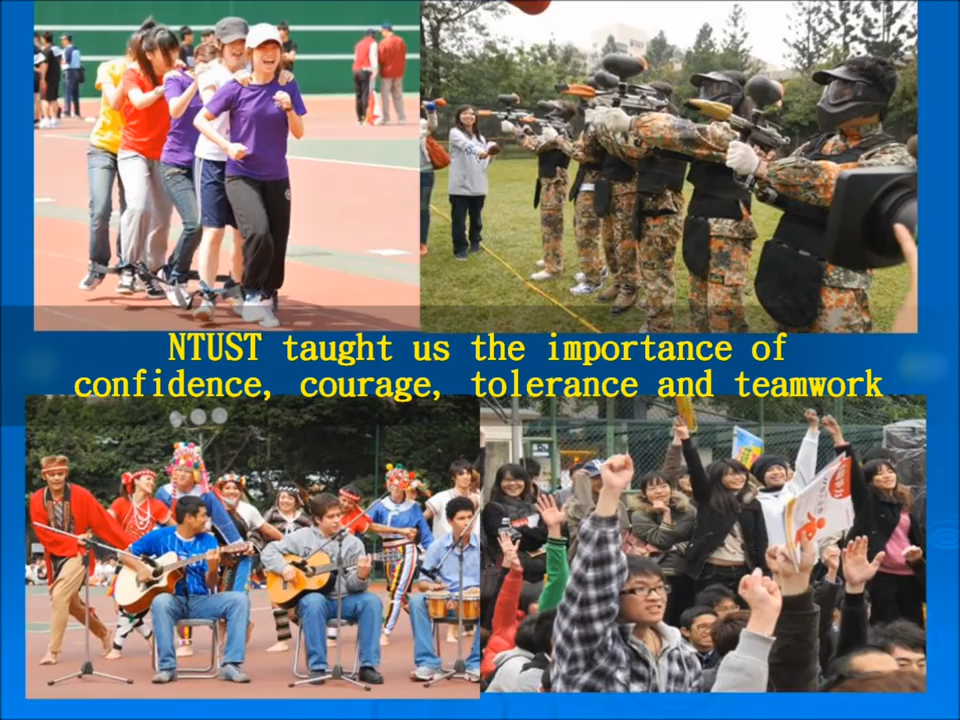 NTUST taught us the importance of
confidence, courage, tolerance and teamwork